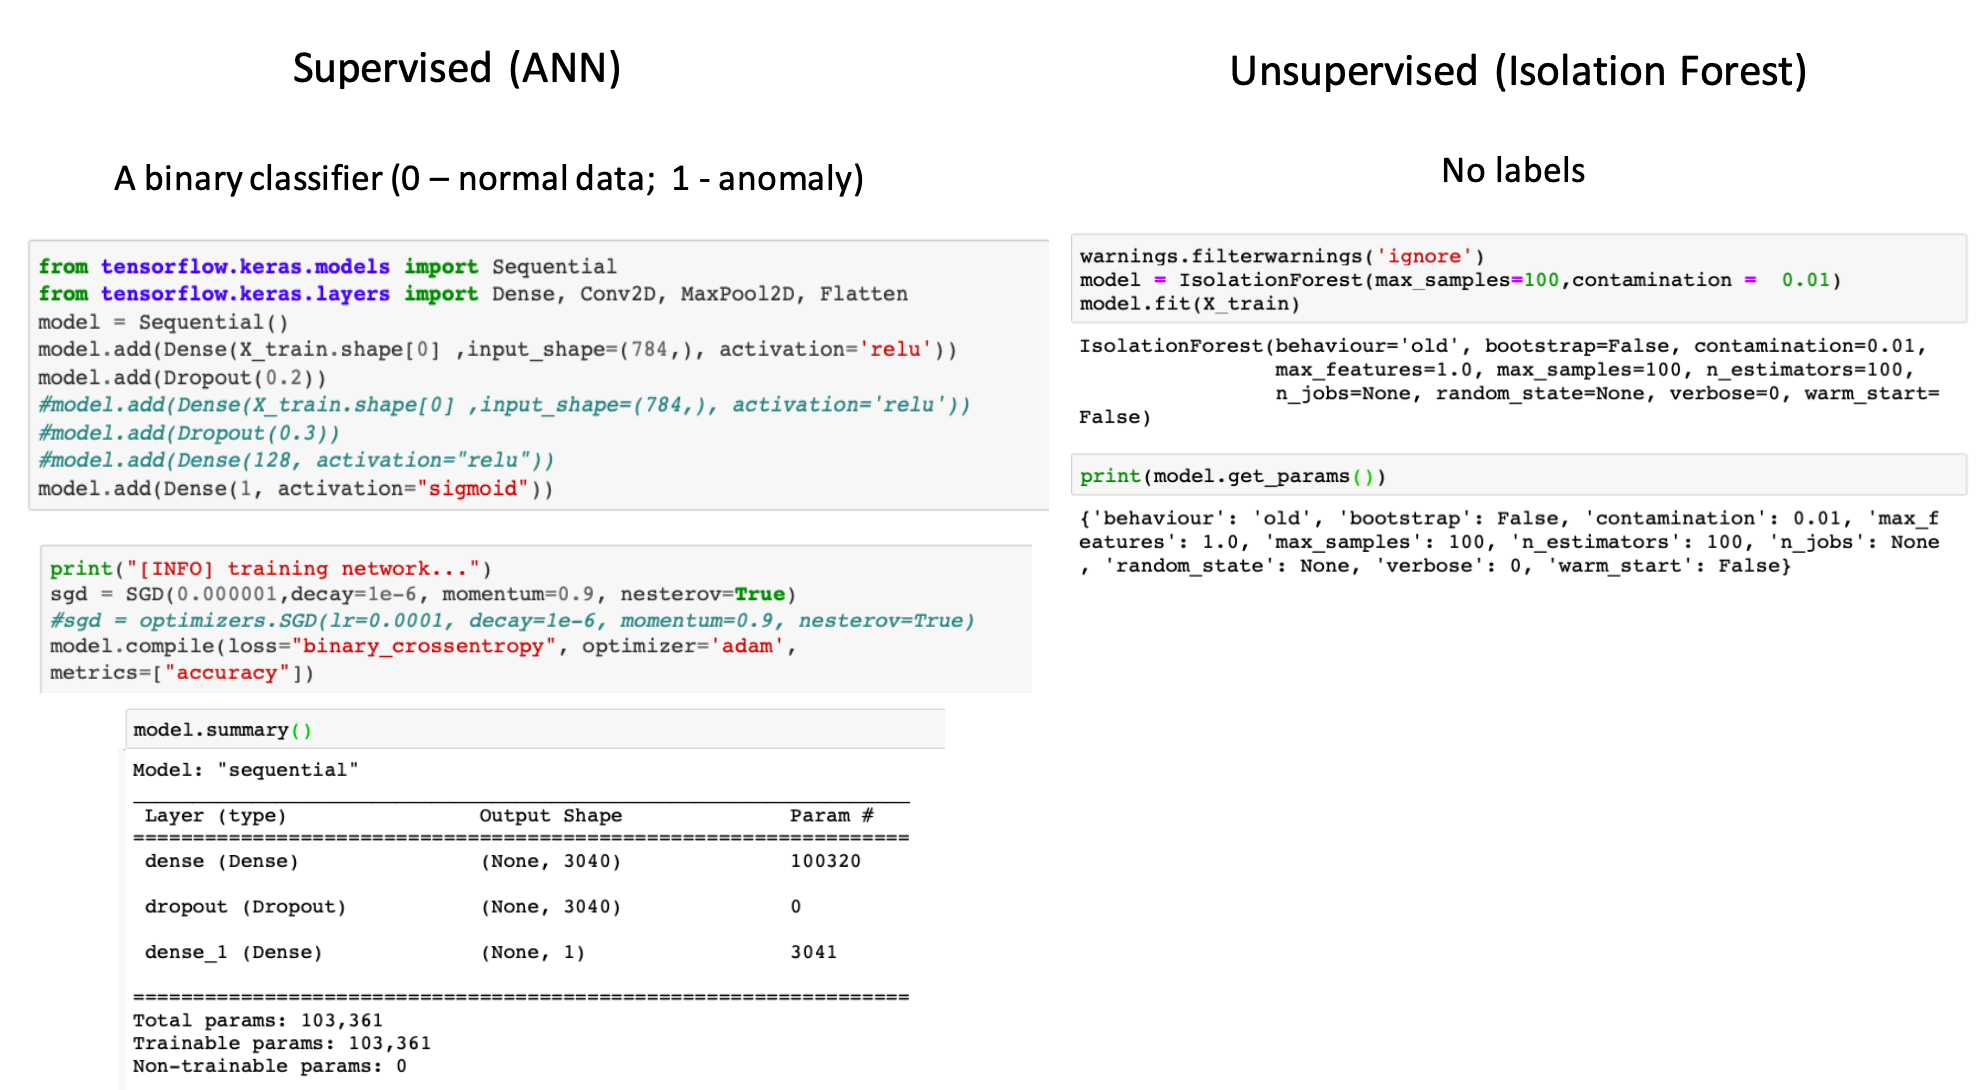 Supervised (ANN)
A binary classifier (0 – normal data; 1 - anomaly)
from tensorflow.keras.models import Sequential
from tensorflow.keras.layers import Dense, Conv2D, MaxPool2D, Flatten
model = Sequential()
model.add(Dense(X_train.shape[0] ,input_shape=(784,), activation='relu'))
model.add(Dropout(0.2))
#model.add(Dense(X_train.shape[0] ,input_shape=(784,), activation='relu'))
#model.add(Dropout(0.3))
#model.add(Dense(128, activation="relu"))
model.add(Dense(1, activation="sigmoid"))
print("[INFO] training network...")
sgd = SGD(0.000001,decay=1e-6, momentum=0.9, nesterov=True)
#sgd = optimizers.SGD(lr=0.0001, decay=1e-6, momentum=0.9, nesterov=True)
model.compile(loss="binary_crossentropy", optimizer='adam',
metrics=["accuracy"])
model.summary()
Model: "sequential"
Layer (type) Output Shape Param #
=================================================================
dense (Dense) (None, 3040) 100320
dropout (Dropout) (None, 3040) 0
dense_1 (Dense) (None, 1) 3041
=================================================================
Total params: 103,361
Trainable params: 103,361
Non-trainable params: 0
Unsupervised (Isolation Forest)
No labels
warnings.filterwarnings('ignore')
model = IsolationForest(max_samples=100,contamination = 0.01)
model.fit(X_train)
IsolationForest(behaviour='old', bootstrap=False, contamination=0.01,
max_features=1.0, max_samples=100, n_estimators=100,
n_jobs=None, random_state=None, verbose=0, warm_start=
False)
print(model.get_params())
{'behaviour': 'old', 'bootstrap': False, 'contamination': 0.01, 'max_f
eatures': 1.0, 'max_samples': 100, 'n_estimators': 100, 'n_jobs': None
, 'random_state': None, 'verbose': 0, 'warm_start': False}